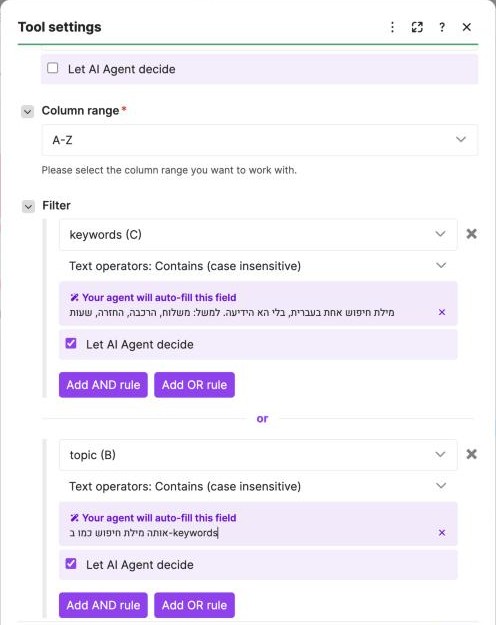 Tool settings
Let AI Agent decide
Column range*
A-Z
Please select the column range you want to work with.
Filter
keywords (C)
Text operators: Contains (case insensitive)
Your agent will auto-fill this field
מילת חיפוש אחת בעברית, בלי הא הידיעה. למשל: משלוח, הרכבה, החזרה, שעות
Let AI Agent decide
Add AND rule Add OR rule
or
topic (B)
Text operators: Contains (case insensitive)
Your agent will auto-fill this field
אותה מילת חיפוש כמו ב-keywords
Let AI Agent decide
Add AND rule Add OR rule